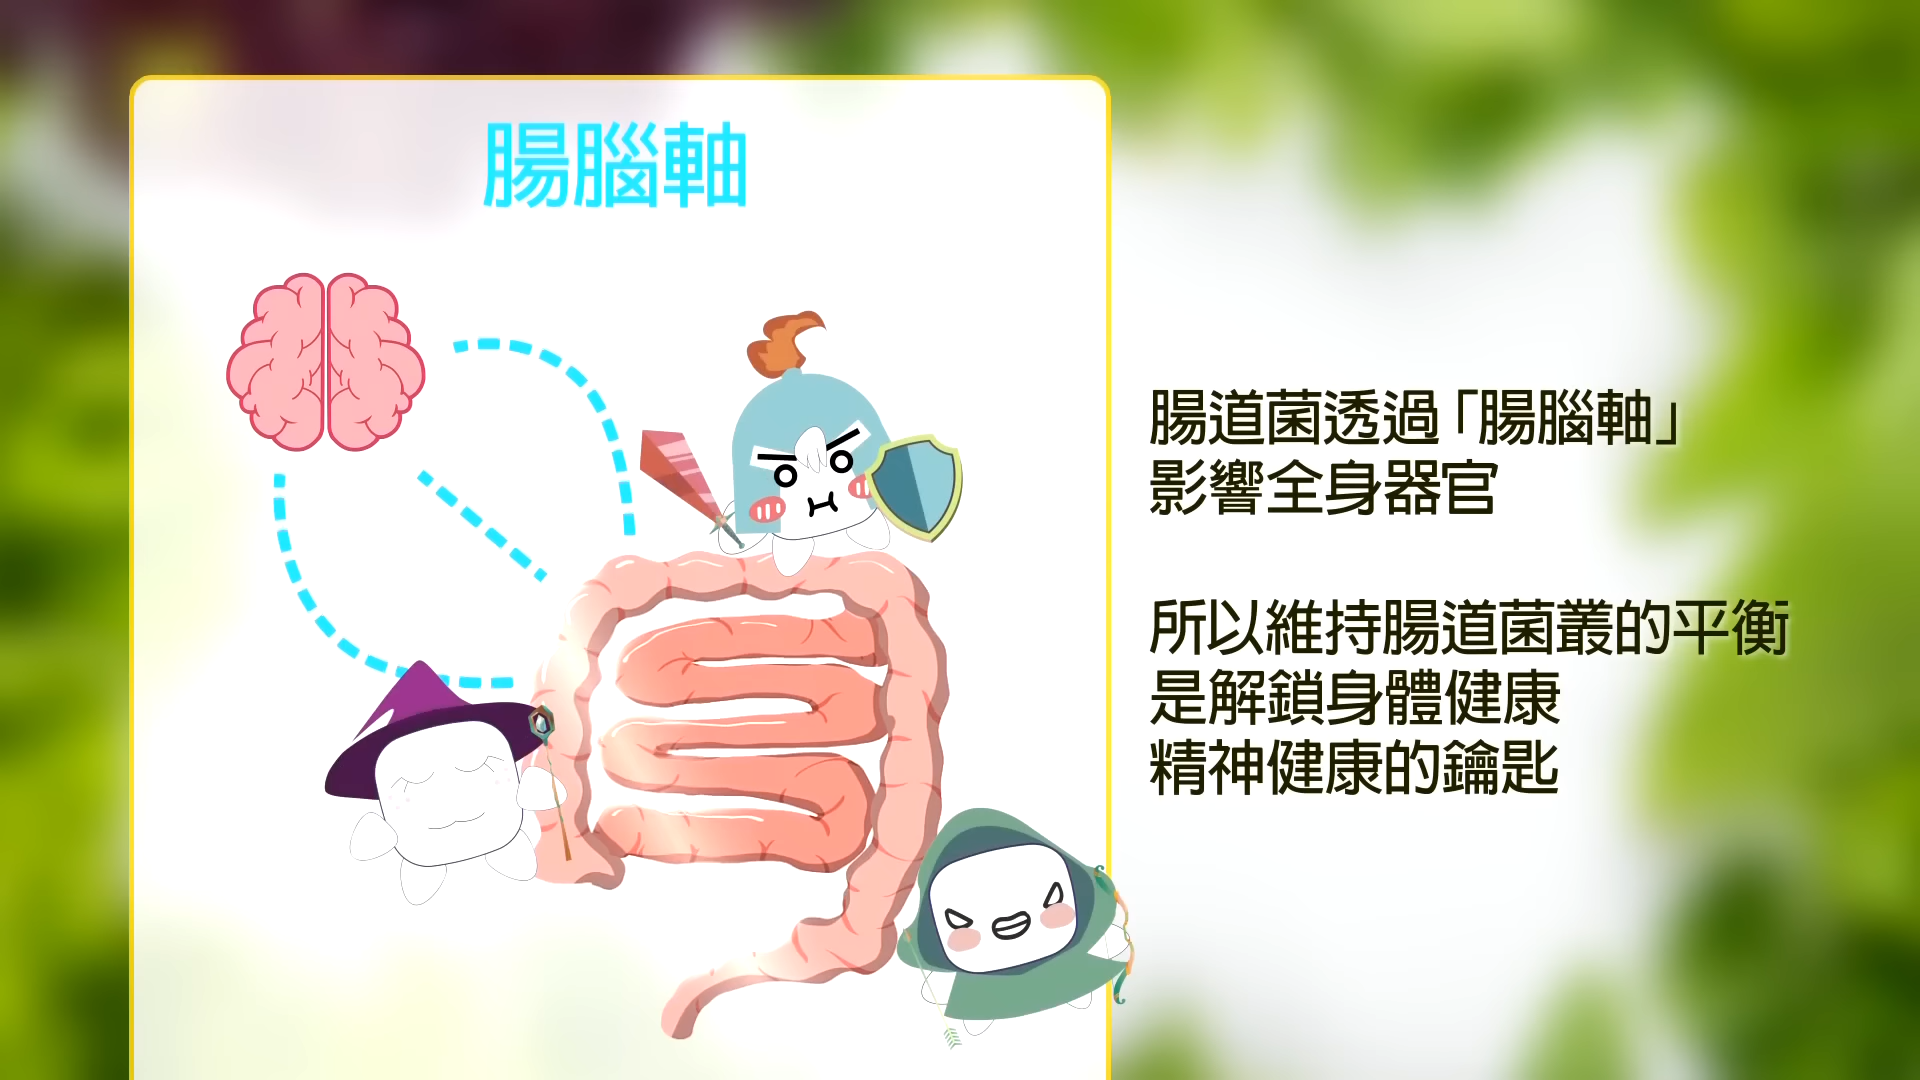 腸腦軸
腸道菌透過「腸腦軸」
影響全身器官
所以維持腸道菌叢的平衡
是解鎖身體健康
精神健康的鑰匙